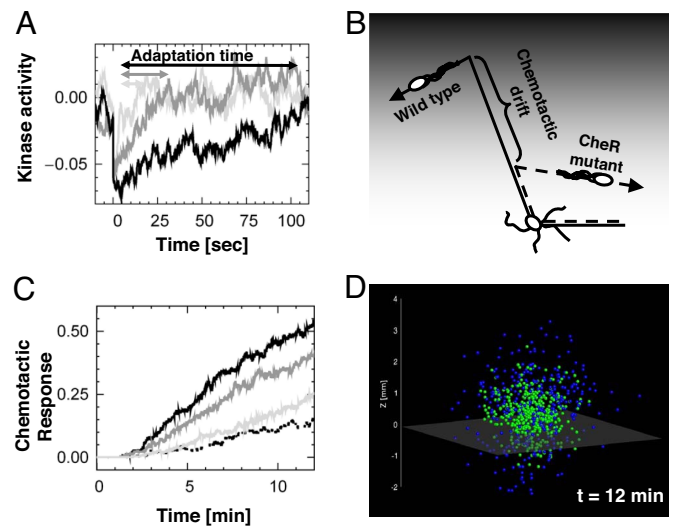 A
Adaptation time
0.00
−0.05
Kinase activity
0
25
50
75
100
Time [sec]
B
Wild type
Chemotactic
drift
CheR
mutant
C
0.50
0.25
0.00
Chemotactic
Response
0
5
10
Time [min]
D
4
3
2
1
0
-1
-2
Z [mm]
t = 12 min